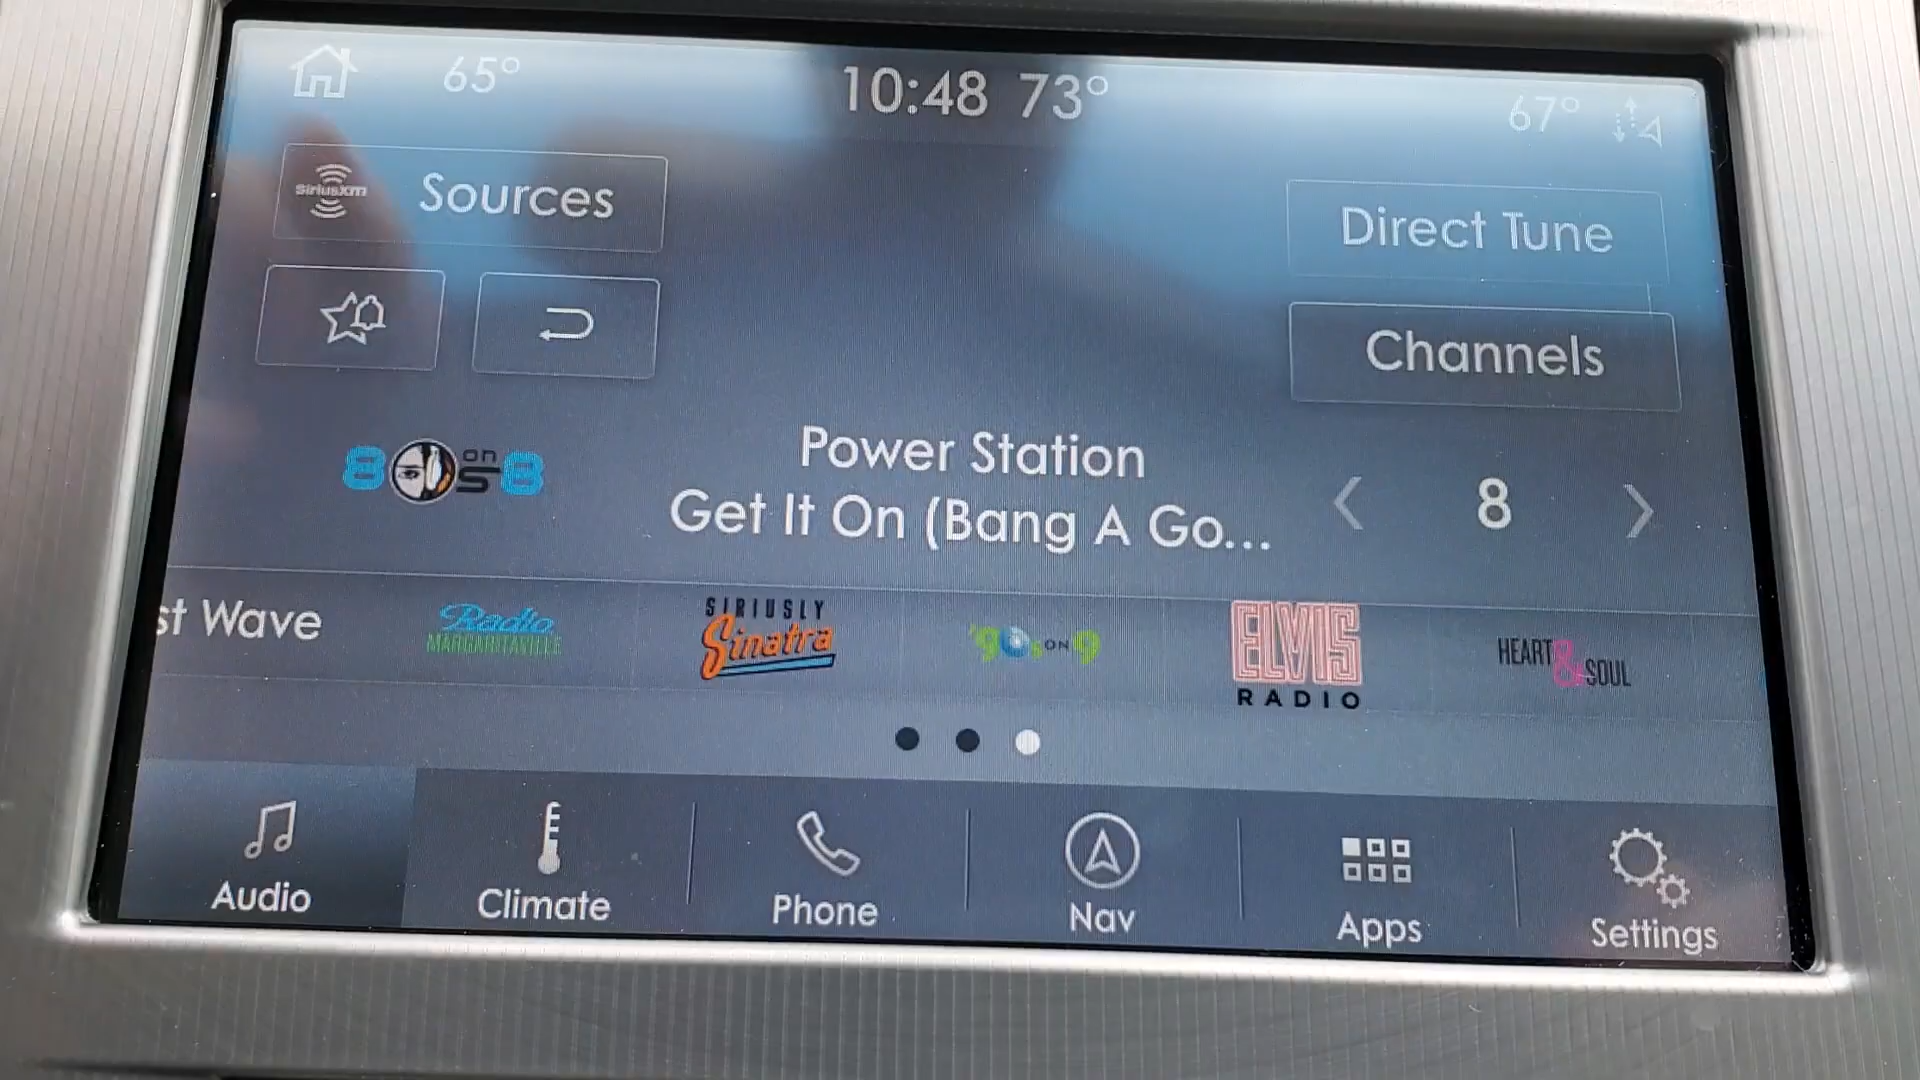 65°
10:48 73°
67°
SiriusXM
Sources
Direct Tune
Channels
80s on 8
Power Station
Get It On (Bang A Go...
8
st Wave
Radio
MARGARITAVILLE
SIRIUSLY
Sinatra
'90s ON 9
ELVIS
RADIO
HEART & SOUL
Audio
Climate
Phone
Nav
Apps
Settings